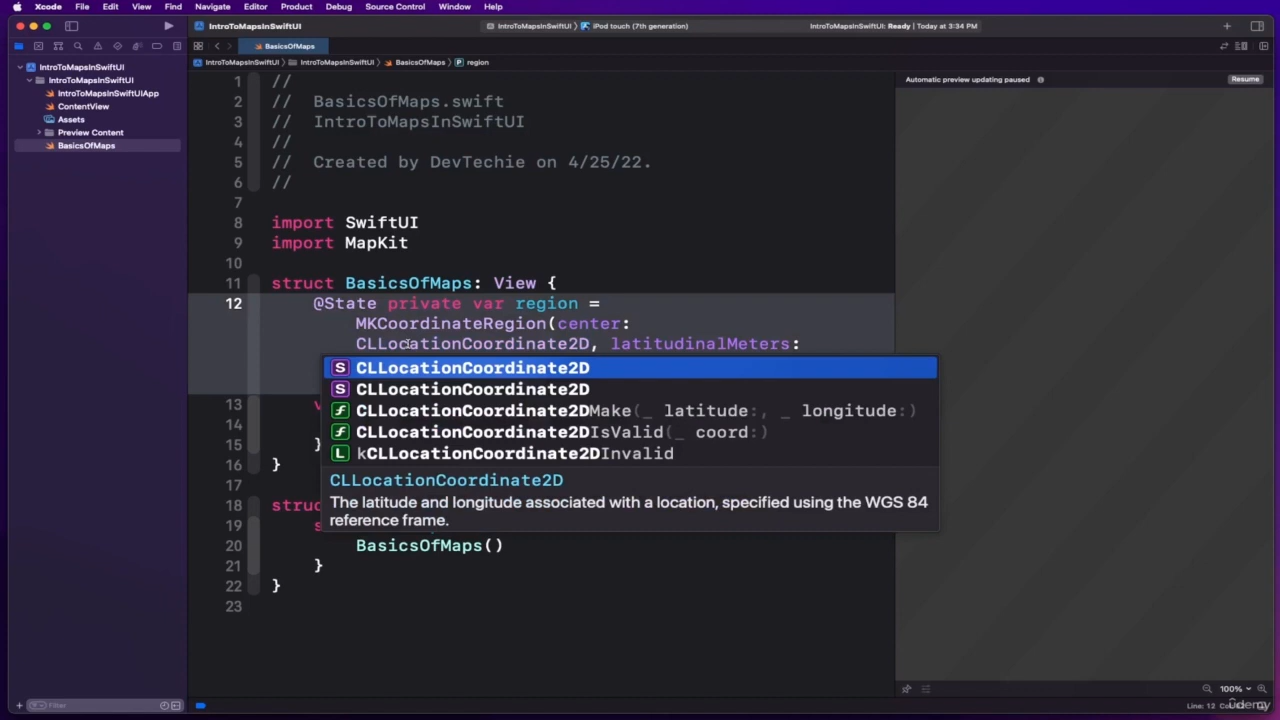 Xcode File Edit View Find Navigate Editor Product Debug Source Control Window Help
IntroToMapsInSwiftUI
IntroToMapsInSwiftUI iPod touch (7th generation)
IntroToMapsInSwiftUI: Ready | Today at 3:34 PM
BasicsOfMaps
IntroToMapsInSwiftUI IntroToMapsInSwiftUI BasicsOfMaps region
IntroToMapsInSwiftUI
IntroToMapsInSwiftUI
IntroToMapsInSwiftUIApp
ContentView
Assets
Preview Content
BasicsOfMaps
Automatic preview updating paused
Resume
1 //
2 // BasicsOfMaps.swift
3 // IntroToMapsInSwiftUI
4 //
5 // Created by DevTechie on 4/25/22.
6 //
7
8 import SwiftUI
9 import MapKit
10
11 struct BasicsOfMaps: View {
12 @State private var region =
MKCoordinateRegion(center:
CLLocationCoordinate2D, latitudinalMeters:
S CLLocationCoordinate2D
S CLLocationCoordinate2D
f CLLocationCoordinate2DMake(_ latitude:, _ longitude:)
f CLLocationCoordinate2DIsValid(_ coord:)
L kCLLocationCoordinate2DInvalid
CLLocationCoordinate2D
The latitude and longitude associated with a location, specified using the WGS 84
reference frame.
13 v
14
15 }
16 }
17
18 struc
19 s
20 BasicsOfMaps()
21 }
22 }
23
Filter
100%
Line: 12
Udemy